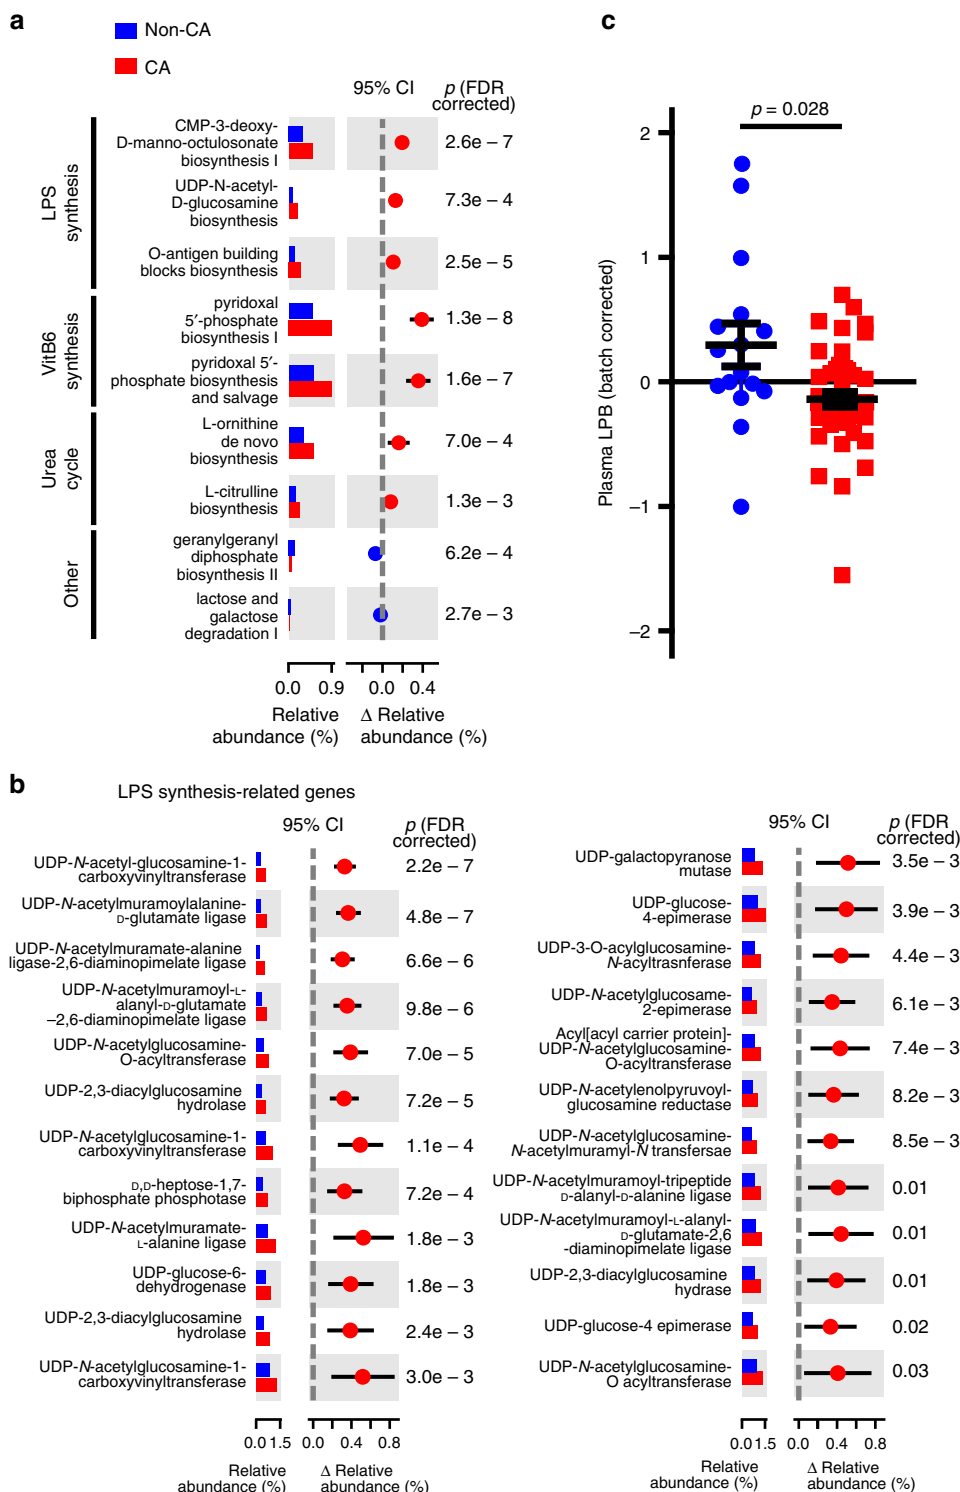 a
Non-CA
CA
95% CI
p (FDR
corrected)
LPS
synthesis
CMP-3-deoxy-
D-manno-octulosonate
biosynthesis I
2.6e – 7
UDP-N-acetyl-
D-glucosamine
biosynthesis
7.3e – 4
O-antigen building
blocks biosynthesis
2.5e – 5
VitB6
synthesis
pyridoxal
5′-phosphate
biosynthesis I
1.3e – 8
pyridoxal 5′-
phosphate biosynthesis
and salvage
1.6e – 7
Urea
cycle
L-ornithine
de novo
biosynthesis
7.0e – 4
L-citrulline
biosynthesis
1.3e – 3
Other
geranylgeranyl
diphosphate
biosynthesis II
6.2e – 4
lactose and
galactose
degradation I
2.7e – 3
0.0 0.9
Relative
abundance (%)
0.0 0.4
Δ Relative
abundance (%)
c
p = 0.028
Plasma LPB (batch corrected)
2
1
0
–1
–2
b
LPS synthesis-related genes
95% CI
p (FDR
corrected)
UDP-N-acetyl-glucosamine-1-
carboxyvinyltransferase
2.2e – 7
UDP-N-acetylmuramoylalanine-
D-glutamate ligase
4.8e – 7
UDP-N-acetylmuramate-alanine
ligase-2,6-diaminopimelate ligase
6.6e – 6
UDP-N-acetylmuramoyl-L-
alanyl-D-glutamate
–2,6-diaminopimelate ligase
9.8e – 6
UDP-N-acetylglucosamine-
O-acyltransferase
7.0e – 5
UDP-2,3-diacylglucosamine
hydrolase
7.2e – 5
UDP-N-acetylglucosamine-1-
carboxyvinyltransferase
1.1e – 4
D,D-heptose-1,7-
biphosphate phosphotase
7.2e – 4
UDP-N-acetylmuramate-
L-alanine ligase
1.8e – 3
UDP-glucose-6-
dehydrogenase
1.8e – 3
UDP-2,3-diacylglucosamine
hydrolase
2.4e – 3
UDP-N-acetylglucosamine-1-
carboxyvinyltransferase
3.0e – 3
0.01.5
Relative
abundance (%)
0.0 0.4 0.8
Δ Relative
abundance (%)
95% CI
p (FDR
corrected)
UDP-galactopyranose
mutase
3.5e – 3
UDP-glucose-
4-epimerase
3.9e – 3
UDP-3-O-acylglucosamine-
N-acyltrasnferase
4.4e – 3
UDP-N-acetylglucosame-
2-epimerase
6.1e – 3
Acyl[acyl carrier protein]-
UDP-N-acetylglucosamine-
O-acyltransferase
7.4e – 3
UDP-N-acetylenolpyruvoyl-
glucosamine reductase
8.2e – 3
UDP-N-acetylglucosamine-
N-acetylmuramyl-N transfersae
8.5e – 3
UDP-N-acetylmuramoyl-tripeptide
D-alanyl-D-alanine ligase
0.01
UDP-N-acetylmuramoyl-L-alanyl-
D-glutamate-2,6
-diaminopimelate ligase
0.01
UDP-2,3-diacylglucosamine
hydrase
0.01
UDP-glucose-4 epimerase
0.02
UDP-N-acetylglucosamine-
O acyltransferase
0.03
0.01.5
Relative
abundance (%)
0.0 0.4 0.8
Δ Relative
abundance (%)